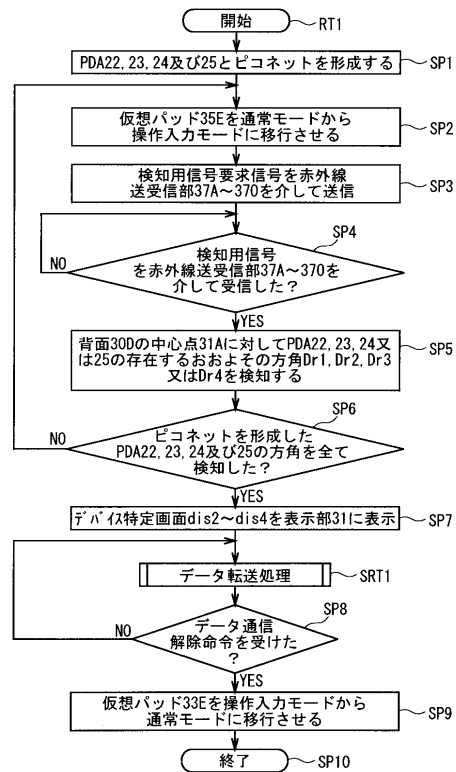 開始
RT1
PDA22, 23, 24及び25とピコネットを形成する
SP1
仮想パッド35Eを通常モードから
操作入力モードに移行させる
SP2
検知用信号要求信号を赤外線
送受信部37A～37Oを介して送信
SP3
SP4
検知用信号
を赤外線送受信部37A～37Oを
介して受信した?
NO
YES
背面30Dの中心点31Aに対してPDA22, 23, 24又
は25の存在するおおよその方角Dr1, Dr2, Dr3
又はDr4を検知する
SP5
SP6
ピコネットを形成した
PDA22, 23, 24及び25の方角を全て
検知した?
NO
YES
デバイス特定画面dis2～dis4を表示部31に表示
SP7
データ転送処理
SRT1
SP8
データ通信
解除命令を受けた
?
NO
YES
仮想パッド33Eを操作入力モードから
通常モードに移行させる
SP9
終了
SP10